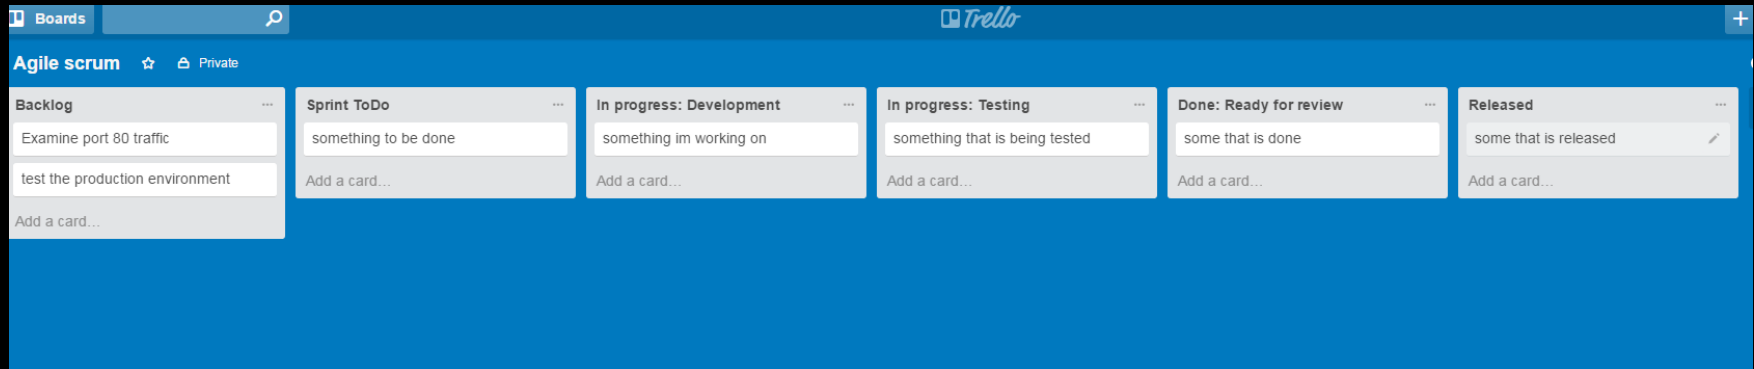 Boards
Trello
Agile scrum
Private
Backlog
Examine port 80 traffic
test the production environment
Add a card...
Sprint ToDo
something to be done
Add a card...
In progress: Development
something im working on
Add a card...
In progress: Testing
something that is being tested
Add a card...
Done: Ready for review
some that is done
Add a card...
Released
some that is released
Add a card...